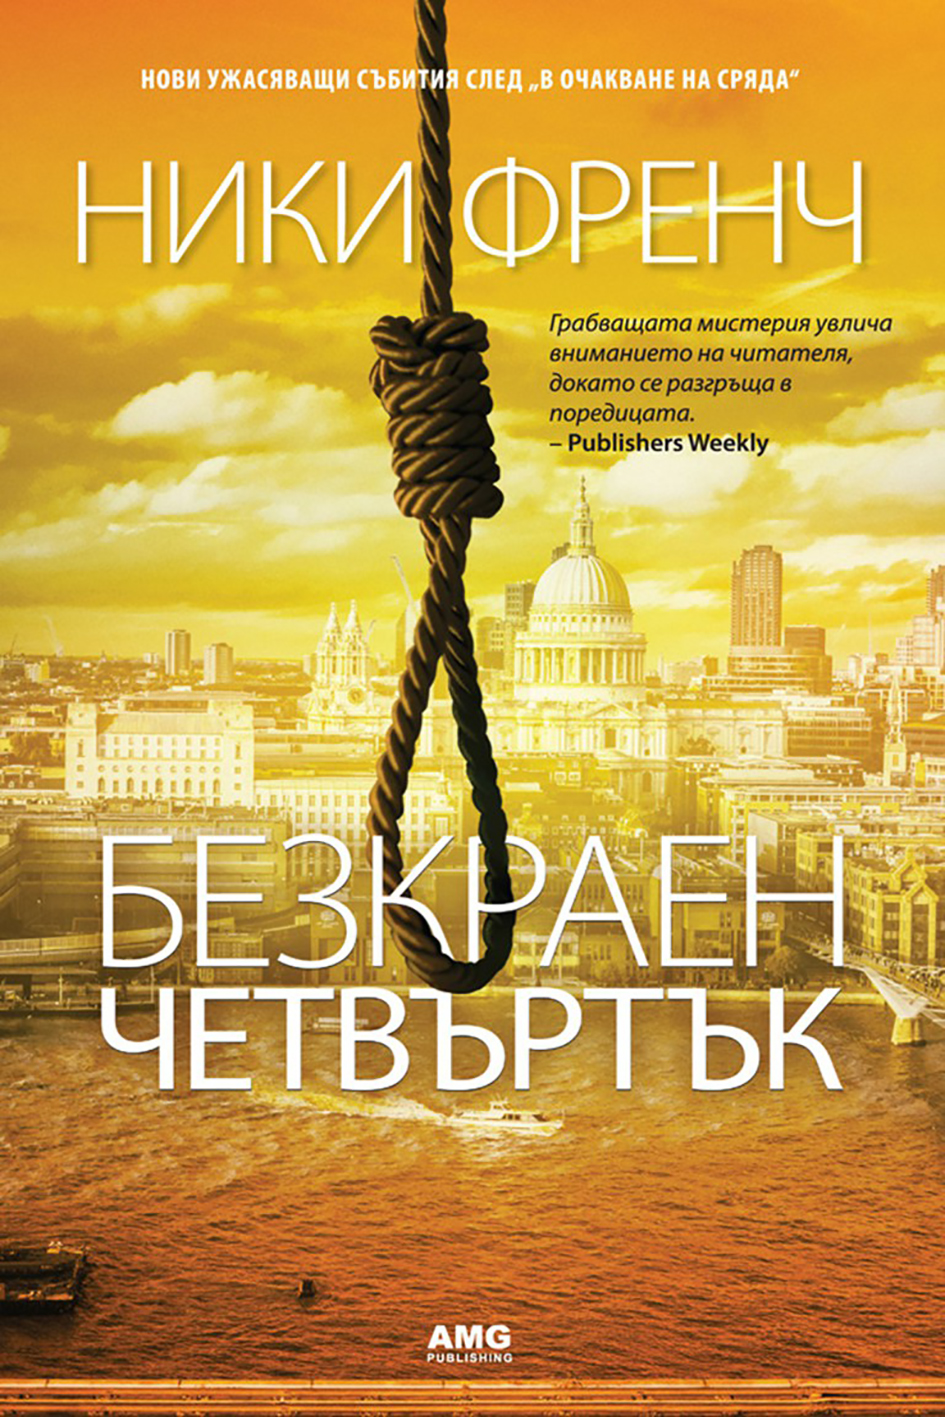 НОВИ УЖАСЯВАЩИ СЪБИТИЯ СЛЕД „В ОЧАКВАНЕ НА СРЯДА“
НИКИ ФРЕНЧ
Грабващата мистерия увлича
вниманието на читателя,
докато се разгръща в
поредицата.
– Publishers Weekly
БЕЗКРАЕН
ЧЕТВЪРТЪК
AMG
PUBLISHING